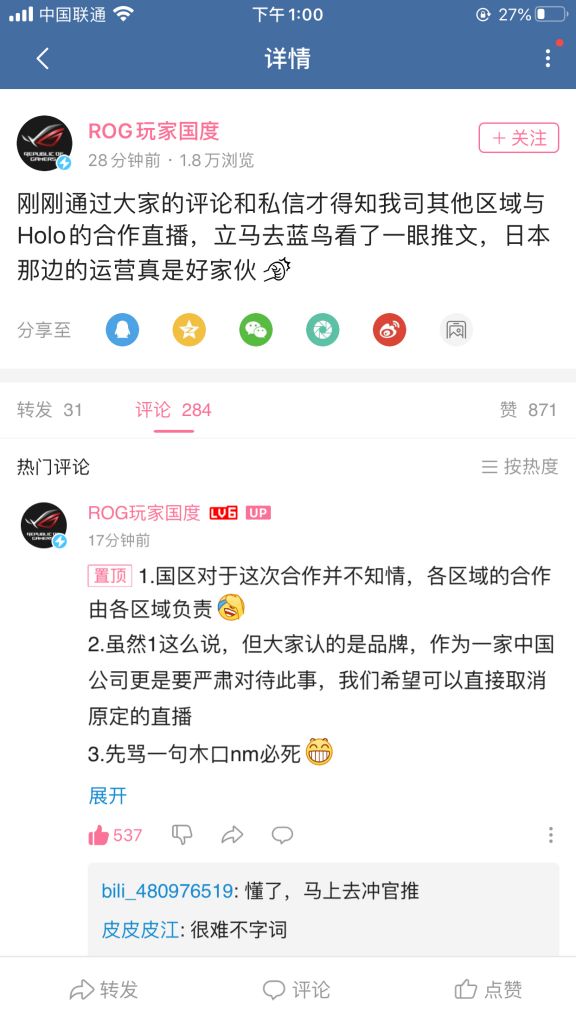 中国联通 下午1:00 27%
详情
ROG玩家国度
+ 关注
28分钟前 · 1.8万浏览
刚刚通过大家的评论和私信才得知我司其他区域与
Holo的合作直播，立马去蓝鸟看了一眼推文，日本
那边的运营真是好家伙
分享至
转发 31 评论 284 赞 871
热门评论 按热度
ROG玩家国度 LV6 UP
17分钟前
置顶 1.国区对于这次合作并不知情，各区域的合作
由各区域负责
2.虽然1这么说，但大家认的是品牌，作为一家中国
公司更是要严肃对待此事，我们希望可以直接取消
原定的直播
3.先骂一句木口nm必死
展开
537
bili_480976519: 懂了，马上去冲官推
皮皮皮江: 很难不字词
转发 评论 点赞